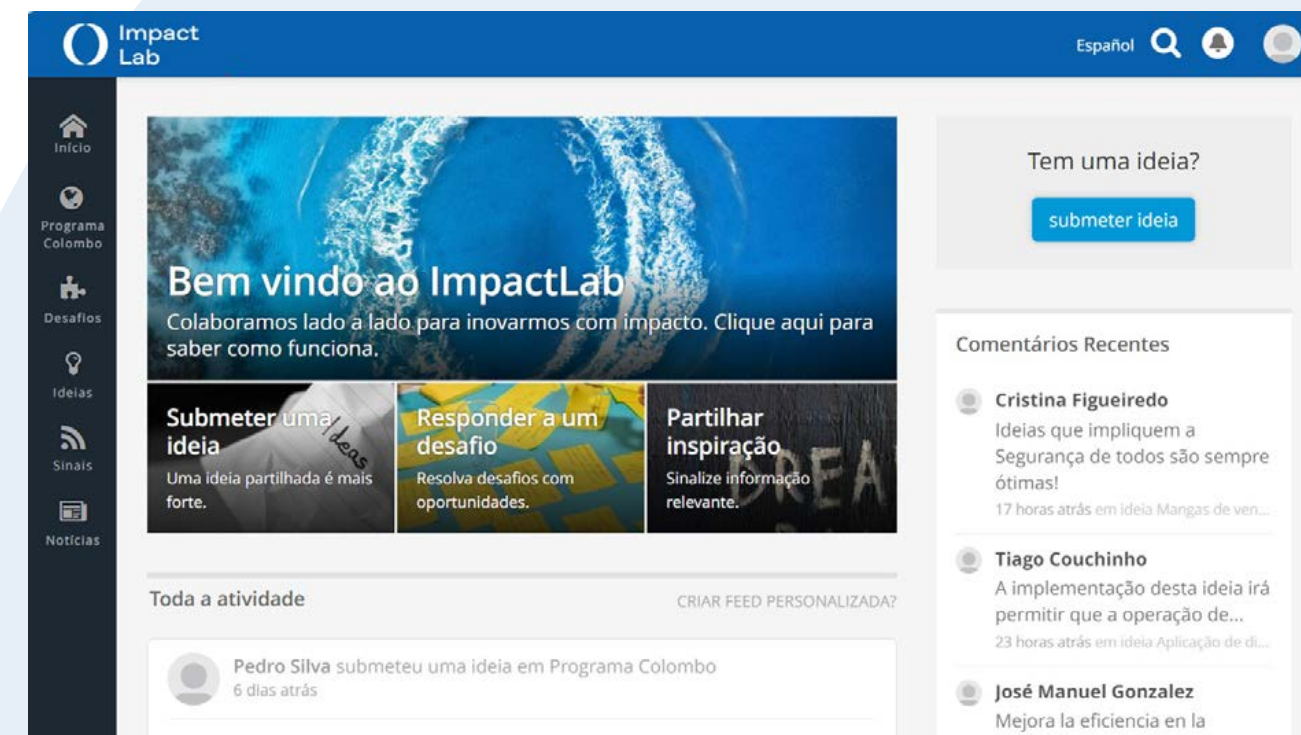 Impact
Lab
Español
Início
Programa
Colombo
Desafios
Ideias
Sinais
Notícias
Bem vindo ao ImpactLab
Colaboramos lado a lado para inovarmos com impacto. Clique aqui para
saber como funciona.
Submeter uma
ideia
Uma ideia partilhada é mais
forte.
Ideas
Responder a um
desafio
Resolva desafios com
oportunidades.
Partilhar
inspiração
Sinalize informação
relevante.
DREA
Toda a atividade
CRIAR FEED PERSONALIZADA?
Pedro Silva submeteu uma ideia em Programa Colombo
6 dias atrás
Tem uma ideia?
submeter ideia
Comentários Recentes
Cristina Figueiredo
Ideias que impliquem a
Segurança de todos são sempre
ótimas!
17 horas atrás em ideia Mangas de ven...
Tiago Couchinho
A implementação desta ideia irá
permitir que a operação de...
23 horas atrás em ideia Aplicação de di...
José Manuel Gonzalez
Mejora la eficiencia en la